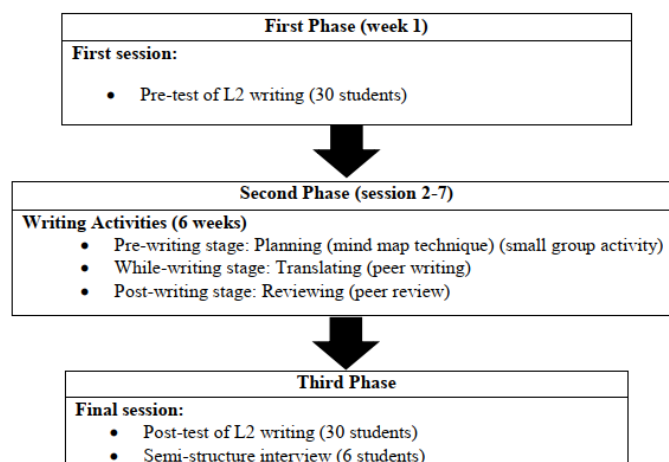 First Phase (week 1)
First session:
• Pre-test of L2 writing (30 students)
Second Phase (session 2-7)
Writing Activities (6 weeks)
• Pre-writing stage: Planning (mind map technique) (small group activity)
• While-writing stage: Translating (peer writing)
• Post-writing stage: Reviewing (peer review)
Third Phase
Final session:
• Post-test of L2 writing (30 students)
• Semi-structure interview (6 students)